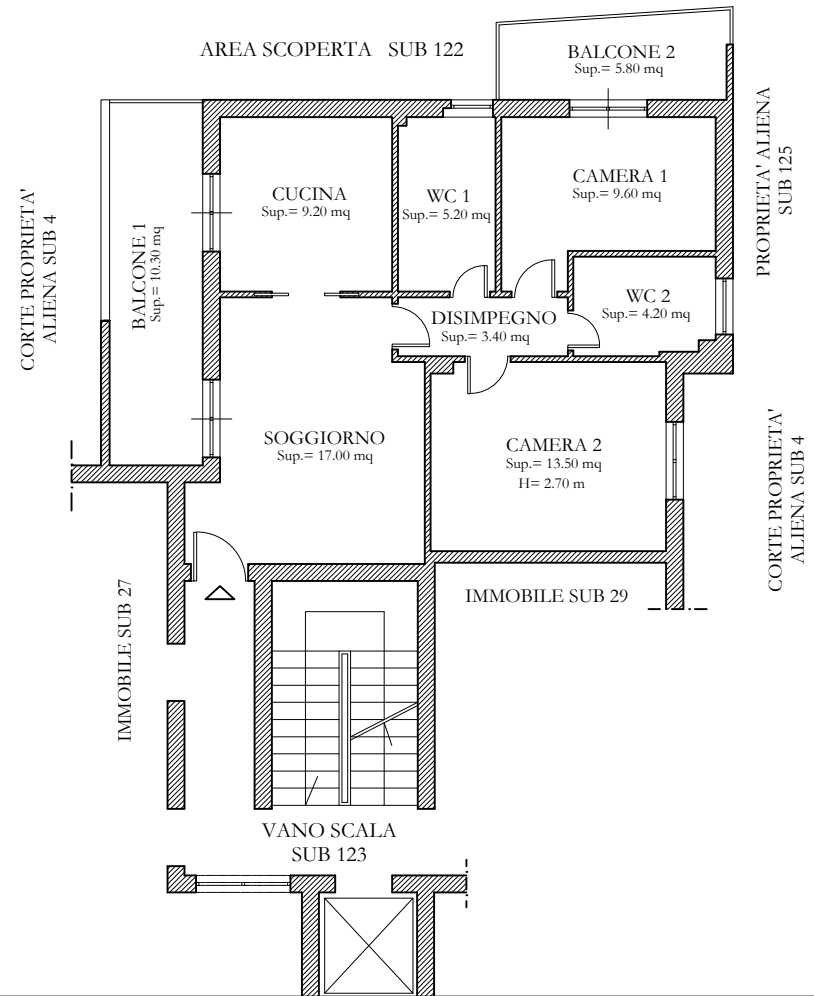 AREA SCOPERTA SUB 122
BALCONE 2
Sup.= 5.80 mq
PROPRIETA' ALIENA
SUB 125
CORTE PROPRIETA'
ALIENA SUB 4
BALCONE 1
Sup.= 10.30 mq
CUCINA
Sup.= 9.20 mq
WC 1
Sup.= 5.20 mq
CAMERA 1
Sup.= 9.60 mq
WC 2
Sup.= 4.20 mq
DISIMPEGNO
Sup.= 3.40 mq
SOGGIORNO
Sup.= 17.00 mq
CAMERA 2
Sup.= 13.50 mq
H= 2.70 m
CORTE PROPRIETA'
ALIENA SUB 4
IMMOBILE SUB 27
IMMOBILE SUB 29
VANO SCALA
SUB 123